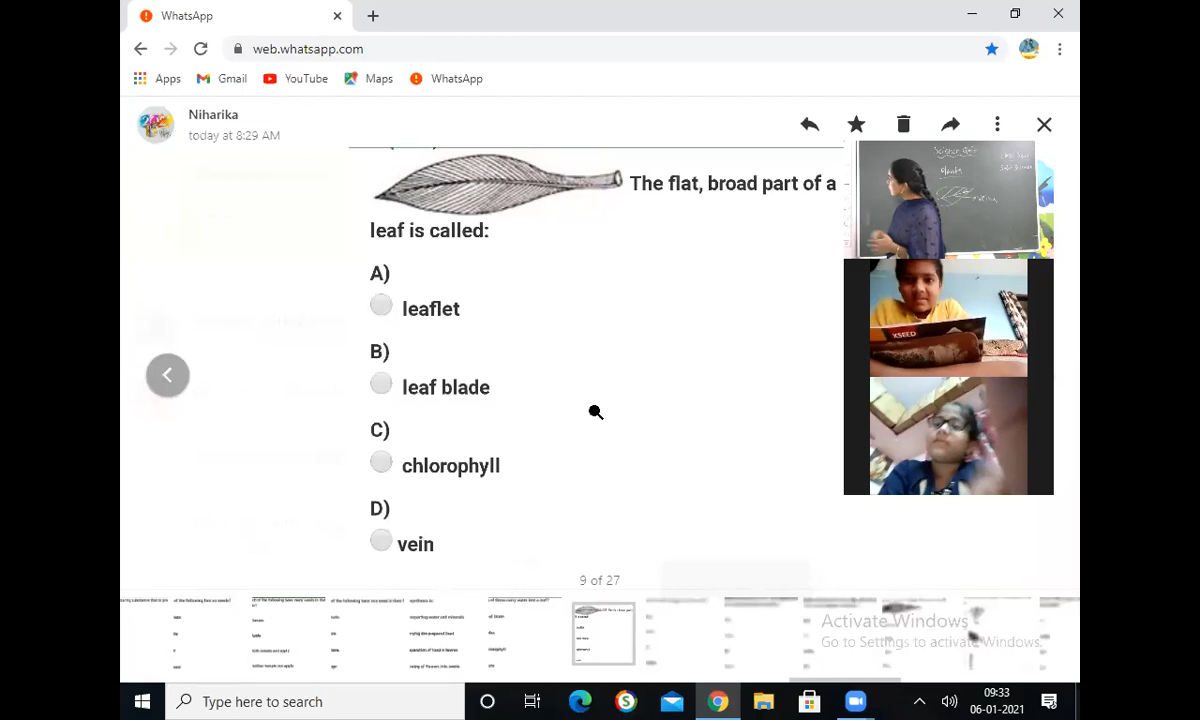 WhatsApp
web.whatsapp.com
Apps
Gmail
YouTube
Maps
WhatsApp
Niharika
today at 8:29 AM
The flat, broad part of a
leaf is called:
A)
leaflet
B)
leaf blade
C)
chlorophyll
D)
vein
XSEED
9 of 27
Activate Windows
Go to Settings to activate Windows.
Type here to search
09:33
06-01-2021